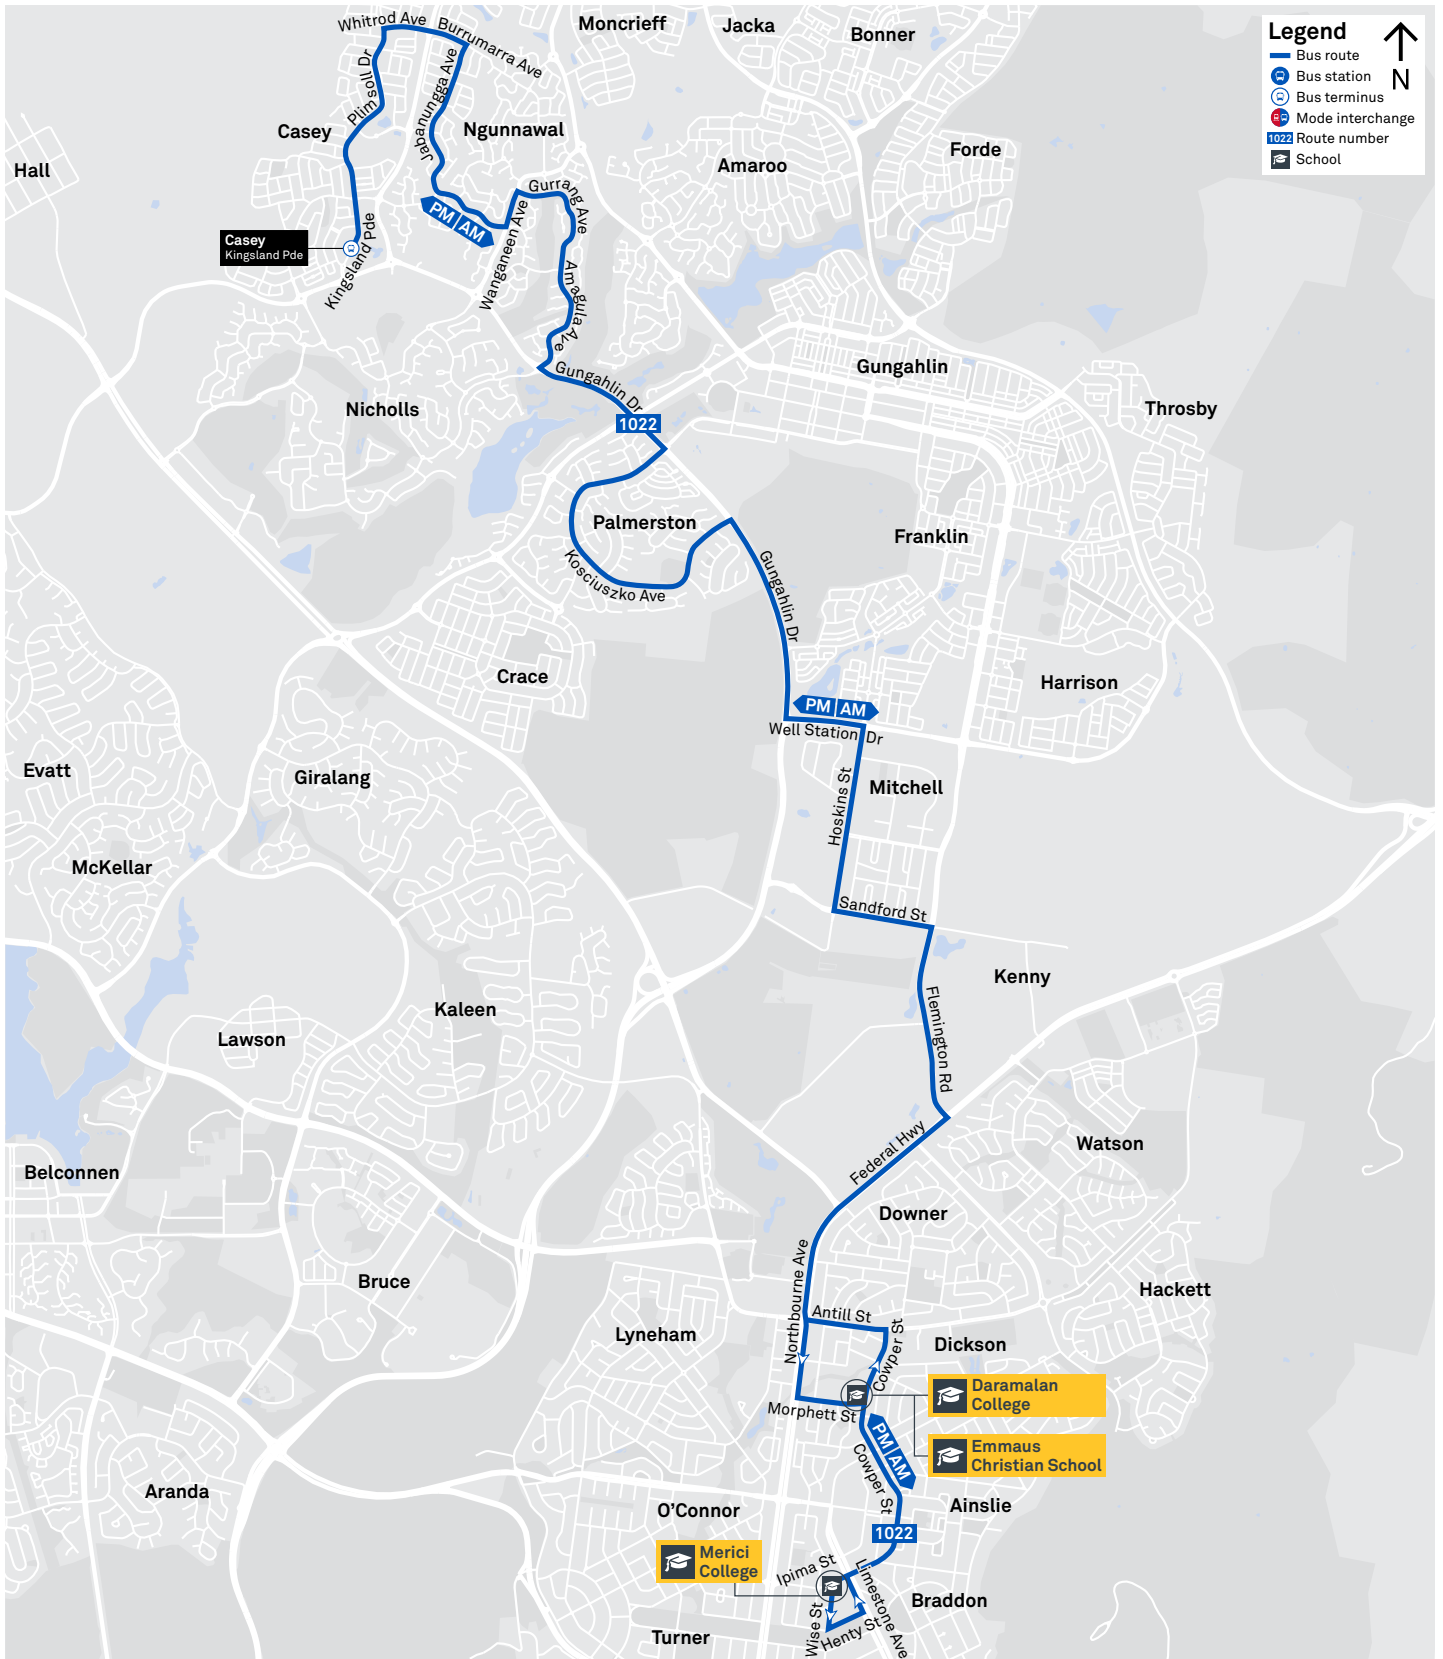 Legend
Bus route
Bus station
Bus terminus
Mode interchange
1022 Route number
School
N
Whitrod Ave
Burrumarra Ave
Moncrieff
Jacka
Bonner
Plimsoll Dr
Jabanungga Ave
Casey
Ngunnawal
Hall
Amaroo
Forde
PM AM
Gurrang Ave
Wanganeen Ave
Casey
Kingsland Pde
Kingsland Pde
Amagula Ave
Gungahlin Dr
Gungahlin
Nicholls
1022
Throsby
Palmerston
Franklin
Kosciuszko Ave
Gungahlin Dr
Crace
Harrison
PM AM
Well Station Dr
Evatt
Giralang
Hoskins St
Mitchell
McKellar
Sandford St
Kenny
Kaleen
Flemington Rd
Lawson
Belconnen
Federal Hwy
Watson
Downer
Bruce
Northbourne Ave
Hackett
Antill St
Lyneham
Cowper St
Dickson
Daramalan
College
Morphett St
PM AM
Emmaus
Christian School
Cowper St
Aranda
O'Connor
Ainslie
1022
Merici
College
Ipima St
Limestone Ave
Braddon
Wise St
Henty St
Turner